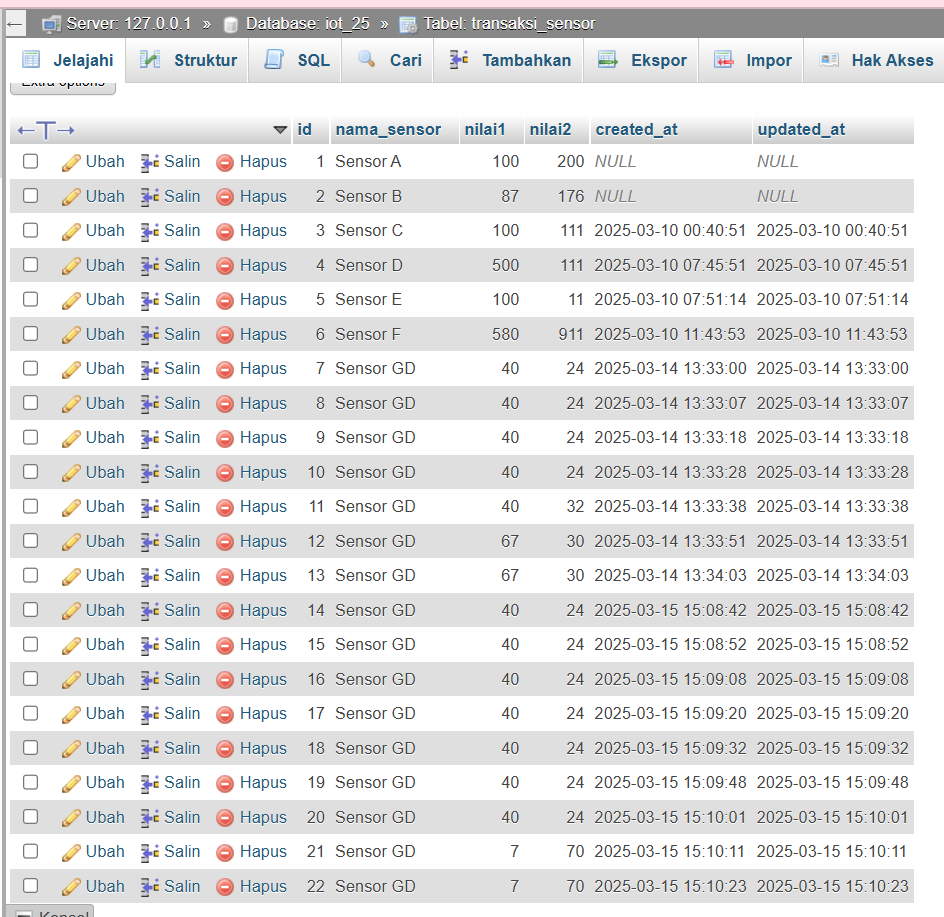 ← Server: 127.0.0.1 » Database: iot_25 » Tabel: transaksi_sensor
Jelajahi Struktur SQL Cari Tambahkan Ekspor Impor Hak Akses
Extra options
←T→ id nama_sensor nilai1 nilai2 created_at updated_at
Ubah Salin Hapus 1 Sensor A 100 200 NULL NULL
Ubah Salin Hapus 2 Sensor B 87 176 NULL NULL
Ubah Salin Hapus 3 Sensor C 100 111 2025-03-10 00:40:51 2025-03-10 00:40:51
Ubah Salin Hapus 4 Sensor D 500 111 2025-03-10 07:45:51 2025-03-10 07:45:51
Ubah Salin Hapus 5 Sensor E 100 11 2025-03-10 07:51:14 2025-03-10 07:51:14
Ubah Salin Hapus 6 Sensor F 580 911 2025-03-10 11:43:53 2025-03-10 11:43:53
Ubah Salin Hapus 7 Sensor GD 40 24 2025-03-14 13:33:00 2025-03-14 13:33:00
Ubah Salin Hapus 8 Sensor GD 40 24 2025-03-14 13:33:07 2025-03-14 13:33:07
Ubah Salin Hapus 9 Sensor GD 40 24 2025-03-14 13:33:18 2025-03-14 13:33:18
Ubah Salin Hapus 10 Sensor GD 40 24 2025-03-14 13:33:28 2025-03-14 13:33:28
Ubah Salin Hapus 11 Sensor GD 40 32 2025-03-14 13:33:38 2025-03-14 13:33:38
Ubah Salin Hapus 12 Sensor GD 67 30 2025-03-14 13:33:51 2025-03-14 13:33:51
Ubah Salin Hapus 13 Sensor GD 67 30 2025-03-14 13:34:03 2025-03-14 13:34:03
Ubah Salin Hapus 14 Sensor GD 40 24 2025-03-15 15:08:42 2025-03-15 15:08:42
Ubah Salin Hapus 15 Sensor GD 40 24 2025-03-15 15:08:52 2025-03-15 15:08:52
Ubah Salin Hapus 16 Sensor GD 40 24 2025-03-15 15:09:08 2025-03-15 15:09:08
Ubah Salin Hapus 17 Sensor GD 40 24 2025-03-15 15:09:20 2025-03-15 15:09:20
Ubah Salin Hapus 18 Sensor GD 40 24 2025-03-15 15:09:32 2025-03-15 15:09:32
Ubah Salin Hapus 19 Sensor GD 40 24 2025-03-15 15:09:48 2025-03-15 15:09:48
Ubah Salin Hapus 20 Sensor GD 40 24 2025-03-15 15:10:01 2025-03-15 15:10:01
Ubah Salin Hapus 21 Sensor GD 7 70 2025-03-15 15:10:11 2025-03-15 15:10:11
Ubah Salin Hapus 22 Sensor GD 7 70 2025-03-15 15:10:23 2025-03-15 15:10:23
Konsol